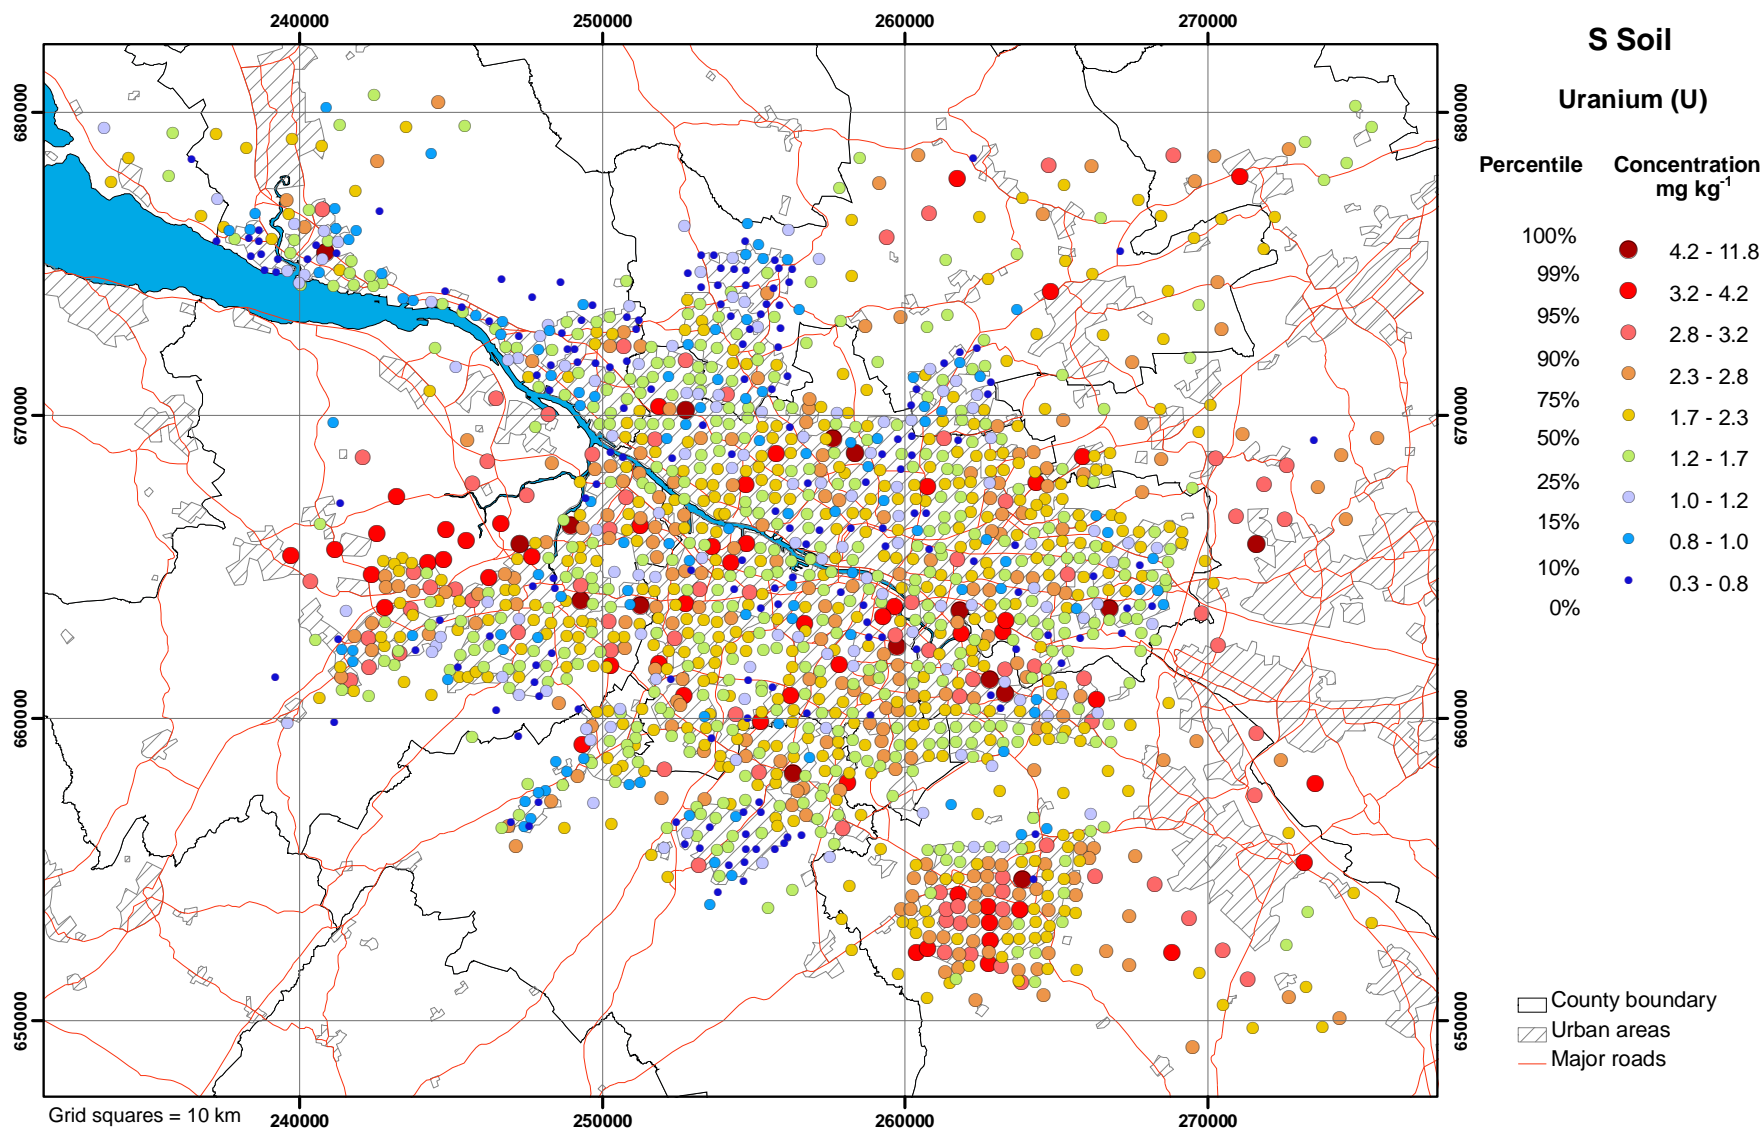 240000
250000
260000
270000
680000
670000
660000
650000
680000
670000
660000
650000
240000
250000
260000
270000
Grid squares = 10 km
S Soil
Uranium (U)
Percentile Concentration
mg kg-1
100%
4.2 - 11.8
99%
3.2 - 4.2
95%
2.8 - 3.2
90%
2.3 - 2.8
75%
1.7 - 2.3
50%
1.2 - 1.7
25%
1.0 - 1.2
15%
0.8 - 1.0
10%
0.3 - 0.8
0%
County boundary
Urban areas
Major roads